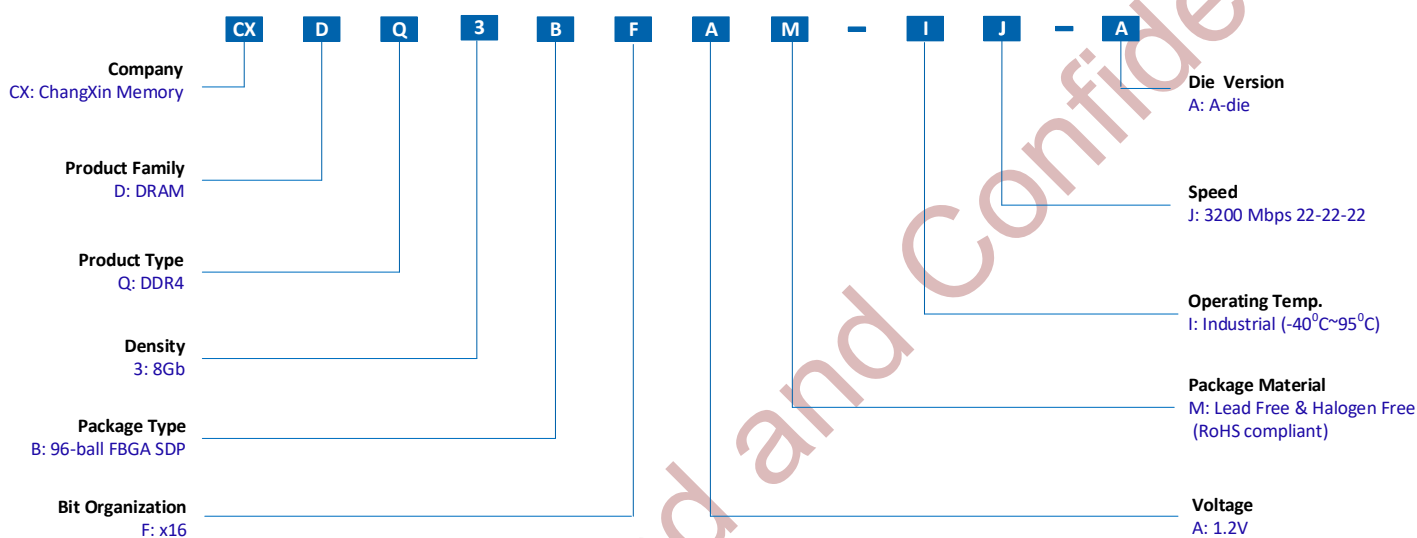 CX D Q 3 B F A M - I J - A
Company
CX: ChangXin Memory
Product Family
D: DRAM
Product Type
Q: DDR4
Density
3: 8Gb
Package Type
B: 96-ball FBGA SDP
Bit Organization
F: x16
Die Version
A: A-die
Speed
J: 3200 Mbps 22-22-22
Operating Temp.
I: Industrial (-40⁰C~95⁰C)
Package Material
M: Lead Free & Halogen Free
(RoHS compliant)
Voltage
A: 1.2V
and